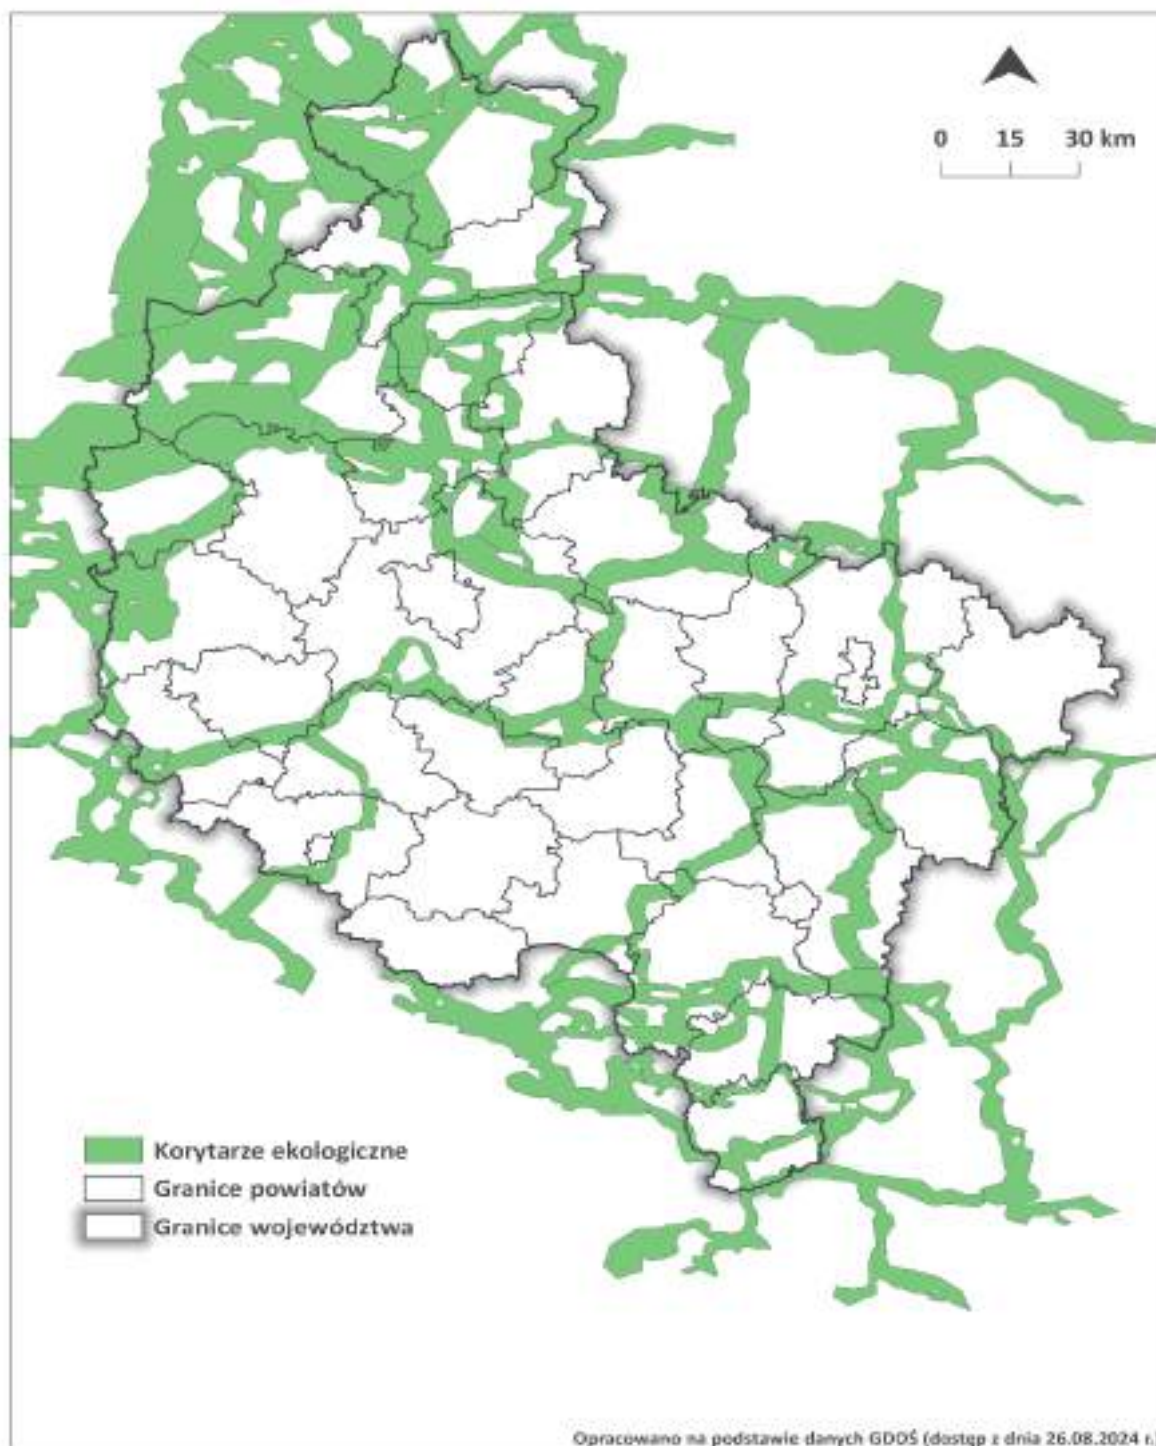 0 15 30 km
Korytarze ekologiczne
Granice powiatów
Granice województwa
Opracowano na podstawie danych GDOŚ (dostęp z dnia 26.08.2024 r.)